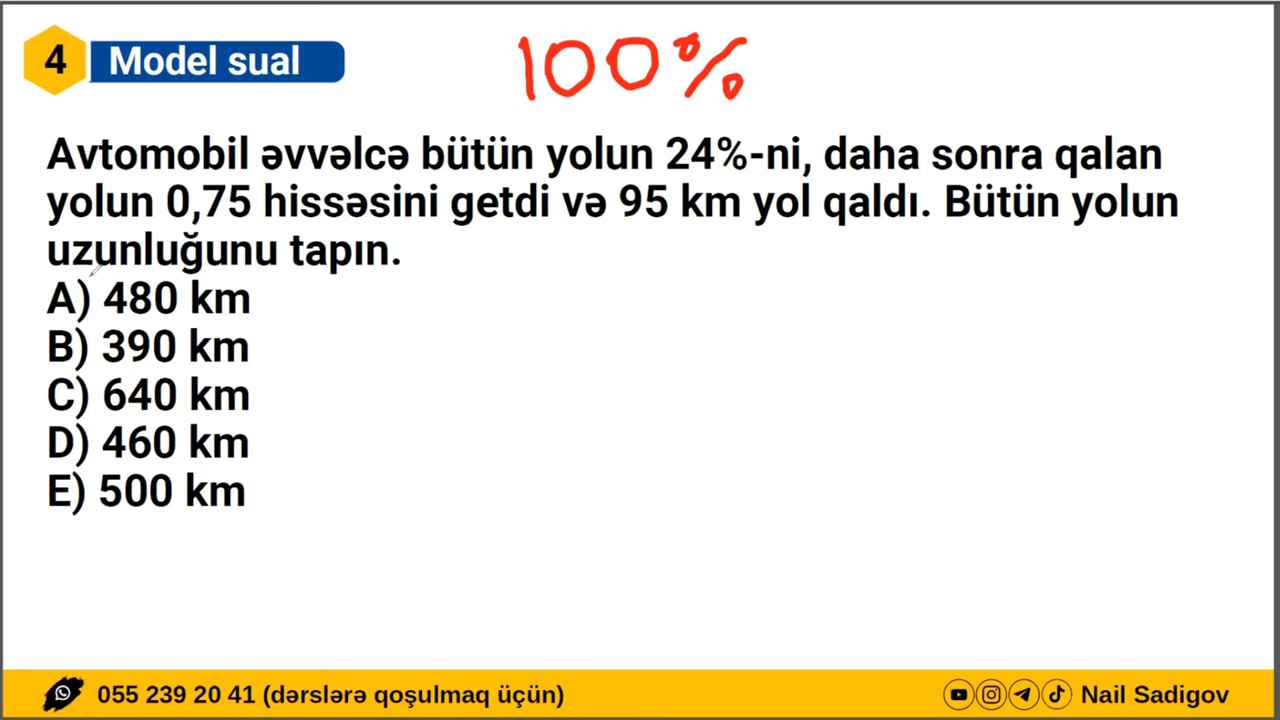 4 Model sual 100%
Avtomobil əvvəlcə bütün yolun 24%-ni, daha sonra qalan
yolun 0,75 hissəsini getdi və 95 km yol qaldı. Bütün yolun
uzunluğunu tapın.
A) 480 km
B) 390 km
C) 640 km
D) 460 km
E) 500 km
055 239 20 41 (dərslərə qoşulmaq üçün) Nail Sadigov